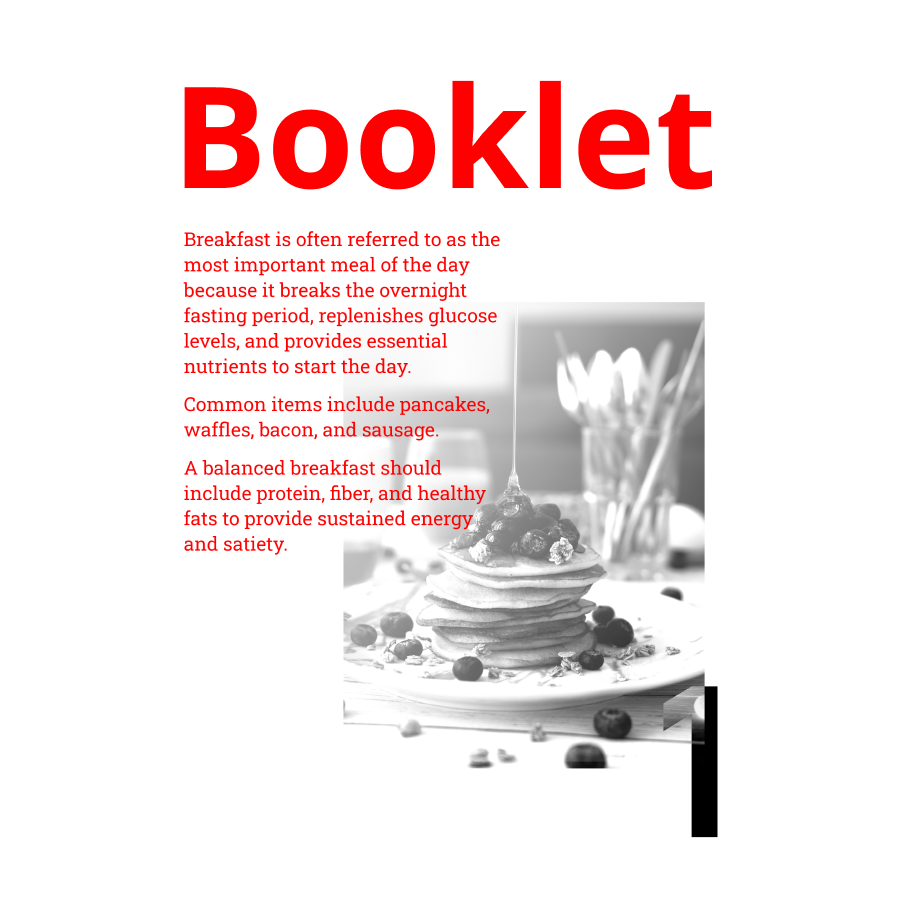 Booklet
Breakfast is often referred to as the
most important meal of the day
because it breaks the overnight
fasting period, replenishes glucose
levels, and provides essential
nutrients to start the day.
Common items include pancakes,
waffles, bacon, and sausage.
A balanced breakfast should
include protein, fiber, and healthy
fats to provide sustained energy
and satiety.
1